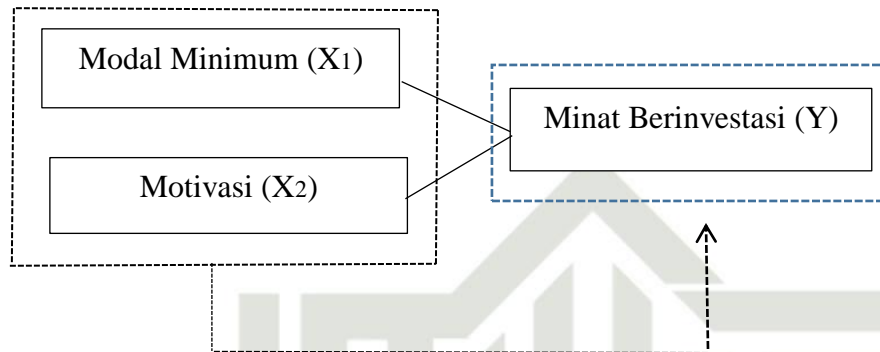 Modal Minimum (X1)
Minat Berinvestasi (Y)
Motivasi (X2)